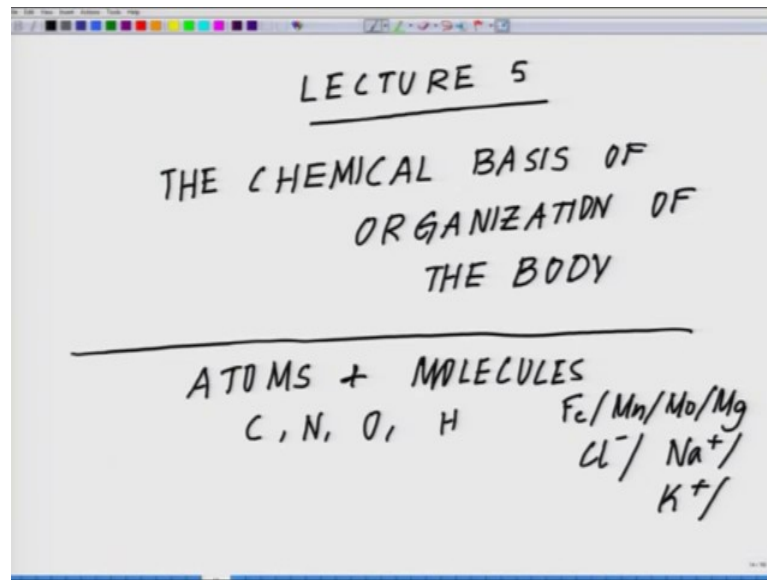 LECTURE 5
THE CHEMICAL BASIS OF
ORGANIZATION OF
THE BODY
ATOMS + MOLECULES
C, N, O, H
Fe/Mn/Mo/Mg
Cl⁻/ Na⁺/
K⁺/